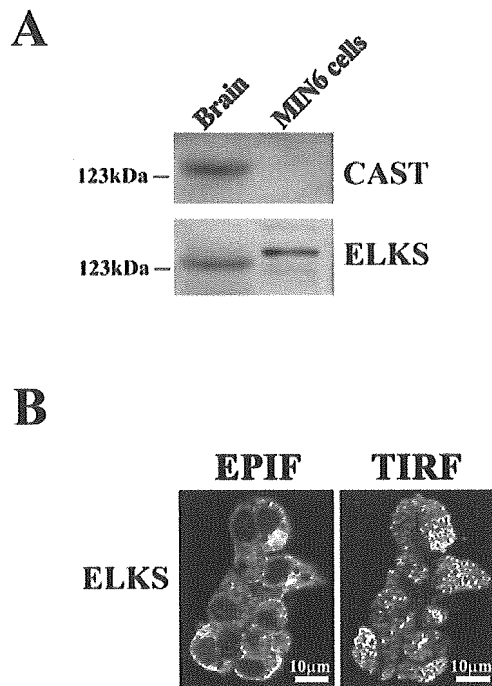 A
Brain
MIN6 cells
123kDa
CAST
123kDa
ELKS
B
EPIF
TIRF
ELKS
10μm
10μm